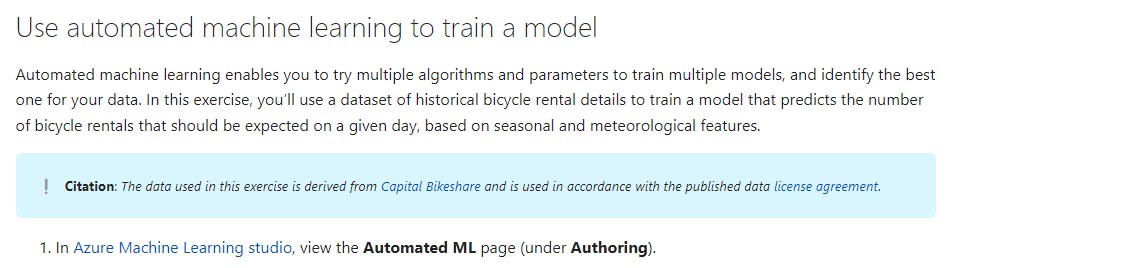 Use automated machine learning to train a model
Automated machine learning enables you to try multiple algorithms and parameters to train multiple models, and identify the best
one for your data. In this exercise, you'll use a dataset of historical bicycle rental details to train a model that predicts the number
of bicycle rentals that should be expected on a given day, based on seasonal and meteorological features.
! Citation: The data used in this exercise is derived from Capital Bikeshare and is used in accordance with the published data license agreement.
1. In Azure Machine Learning studio, view the Automated ML page (under Authoring).